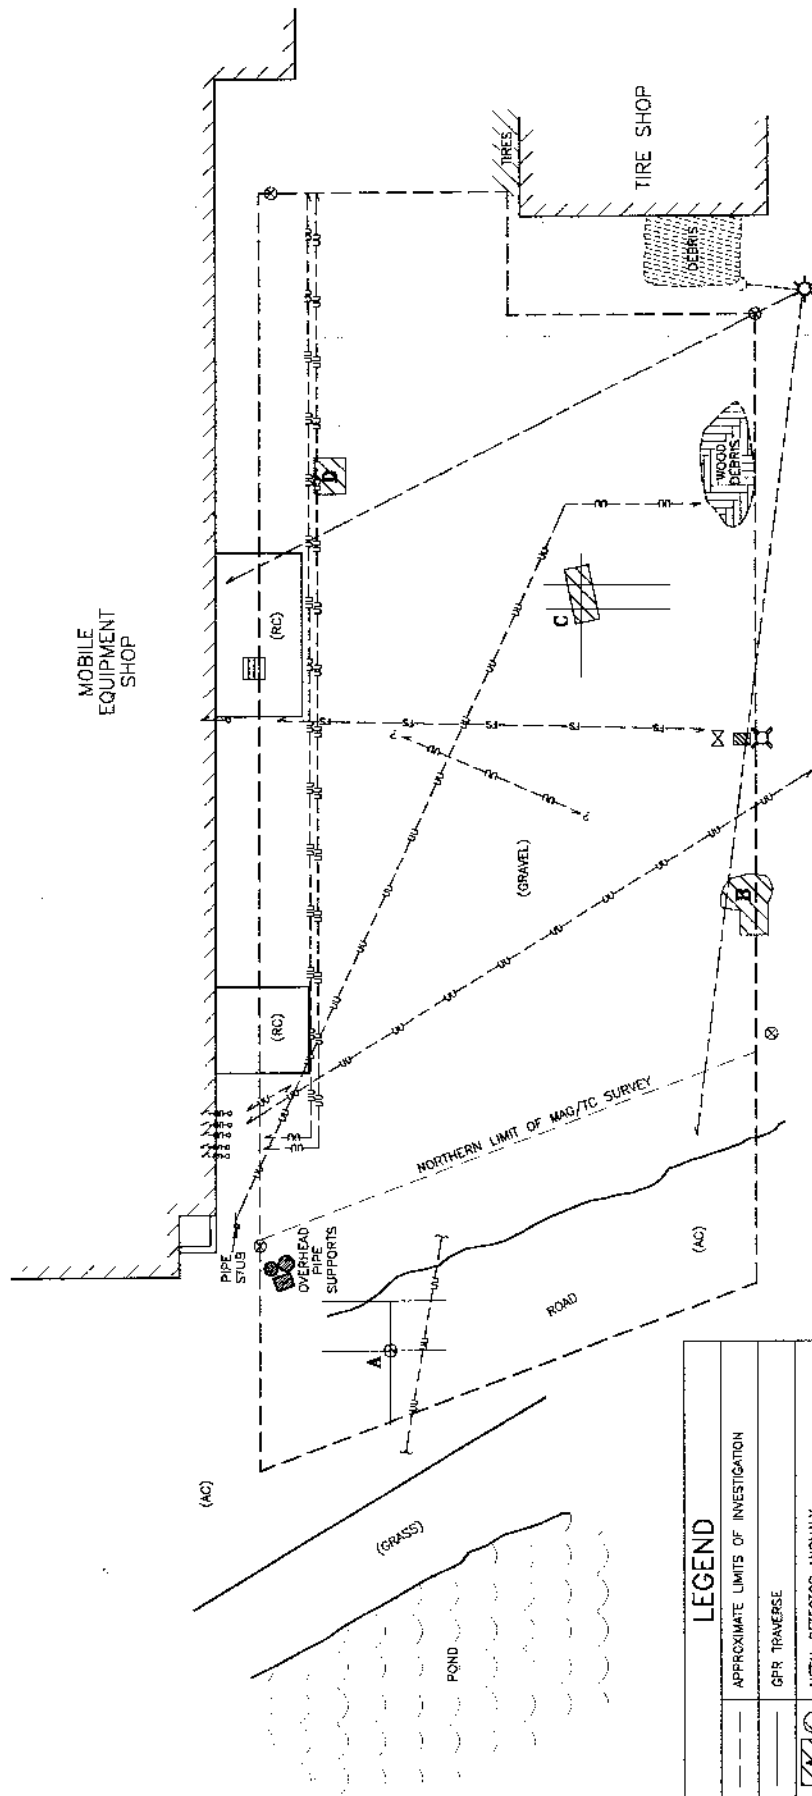 MOBILE
EQUIPMENT
SHOP
TIRES
TIRE SHOP
DEBRIS
D
WOOD
DEBRIS
(RC)
C
(GRAVEL)
B
(RC)
NORTHERN LIMIT OF MAG/TC SURVEY
PIPE
STUB
OVERHEAD
PIPE
SUPPORTS
(AC)
ROAD
A
(AC)
(GRASS)
POND
LEGEND
APPROXIMATE LIMITS OF INVESTIGATION
GPR TRAVERSE